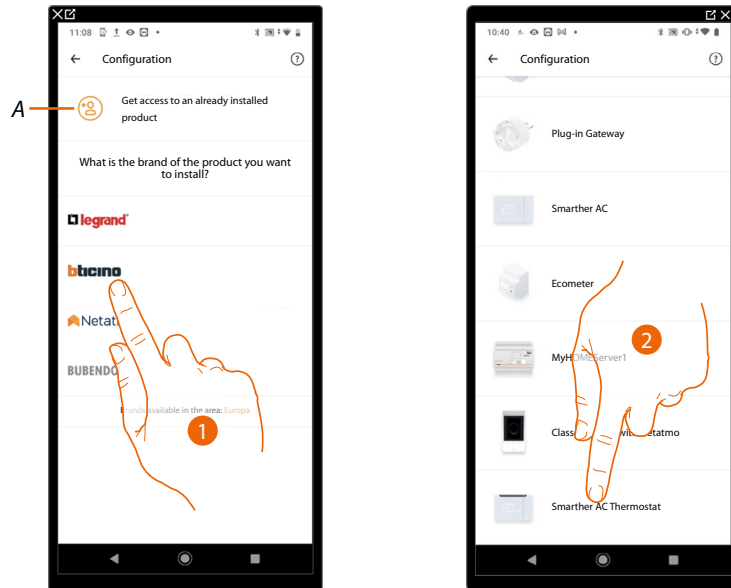 11:08
Configuration
?
A
Get access to an already installed
product
What is the brand of the product you want
to install?
legrand
bticino
Netat
BUBENDO
rands available in the area: Europa
1
10:40
Configuration
?
Plug-in Gateway
Smarther AC
Ecometer
MyHOMEServer1
2
Class with etatmo
Smarther AC Thermostat